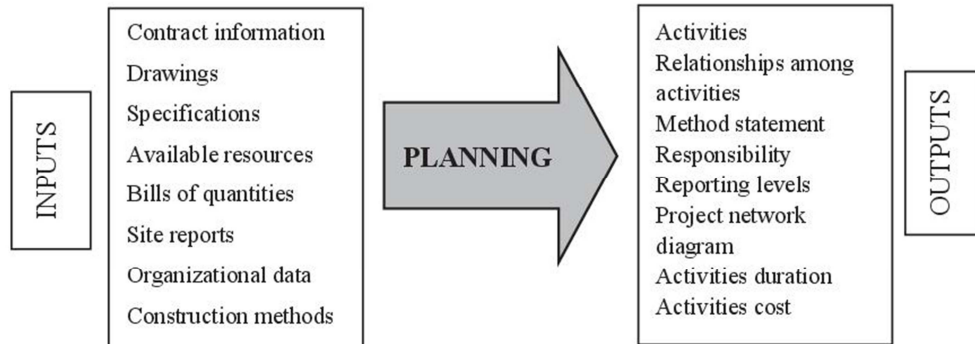 INPUTS
Contract information
Drawings
Specifications
Available resources
Bills of quantities
Site reports
Organizational data
Construction methods
PLANNING
Activities
Relationships among
activities
Method statement
Responsibility
Reporting levels
Project network
diagram
Activities duration
Activities cost
OUTPUTS